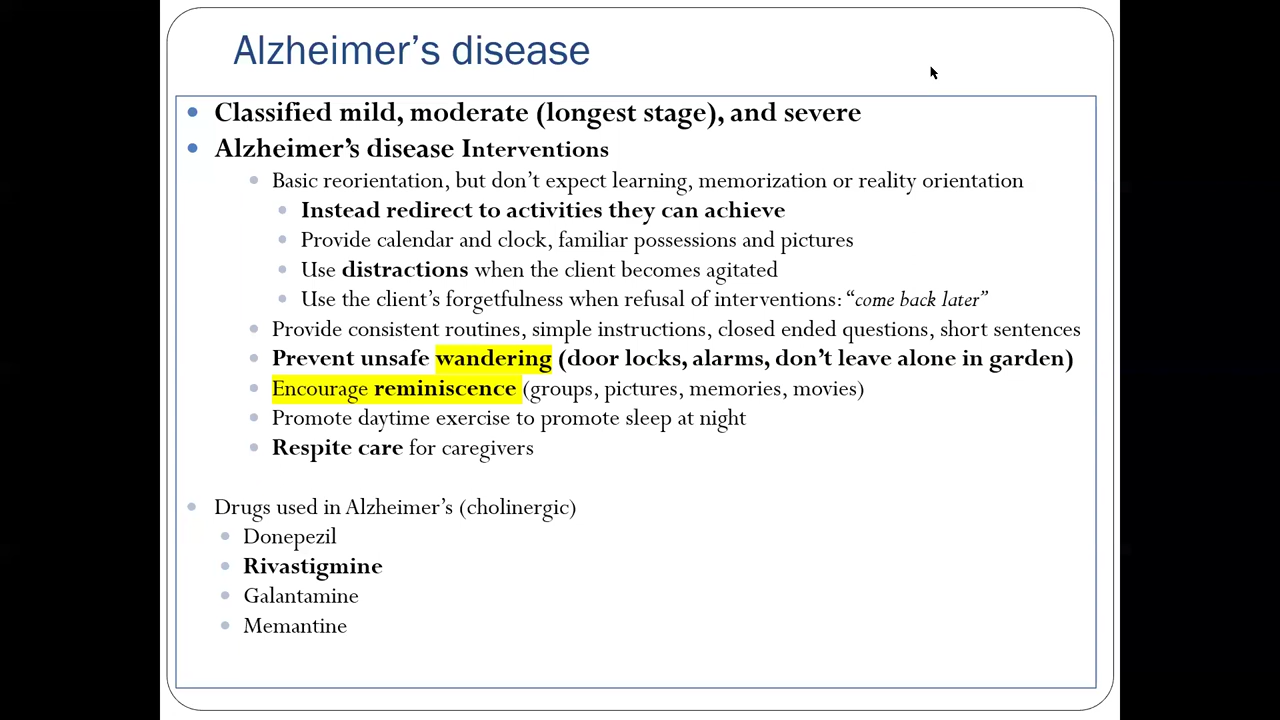 Alzheimer's disease
Classified mild, moderate (longest stage), and severe
Alzheimer's disease Interventions
Basic reorientation, but don't expect learning, memorization or reality orientation
Instead redirect to activities they can achieve
Provide calendar and clock, familiar possessions and pictures
Use distractions when the client becomes agitated
Use the client's forgetfulness when refusal of interventions: "come back later"
Provide consistent routines, simple instructions, closed ended questions, short sentences
Prevent unsafe wandering (door locks, alarms, don't leave alone in garden)
Encourage reminiscence (groups, pictures, memories, movies)
Promote daytime exercise to promote sleep at night
Respite care for caregivers
Drugs used in Alzheimer's (cholinergic)
Donepezil
Rivastigmine
Galantamine
Memantine